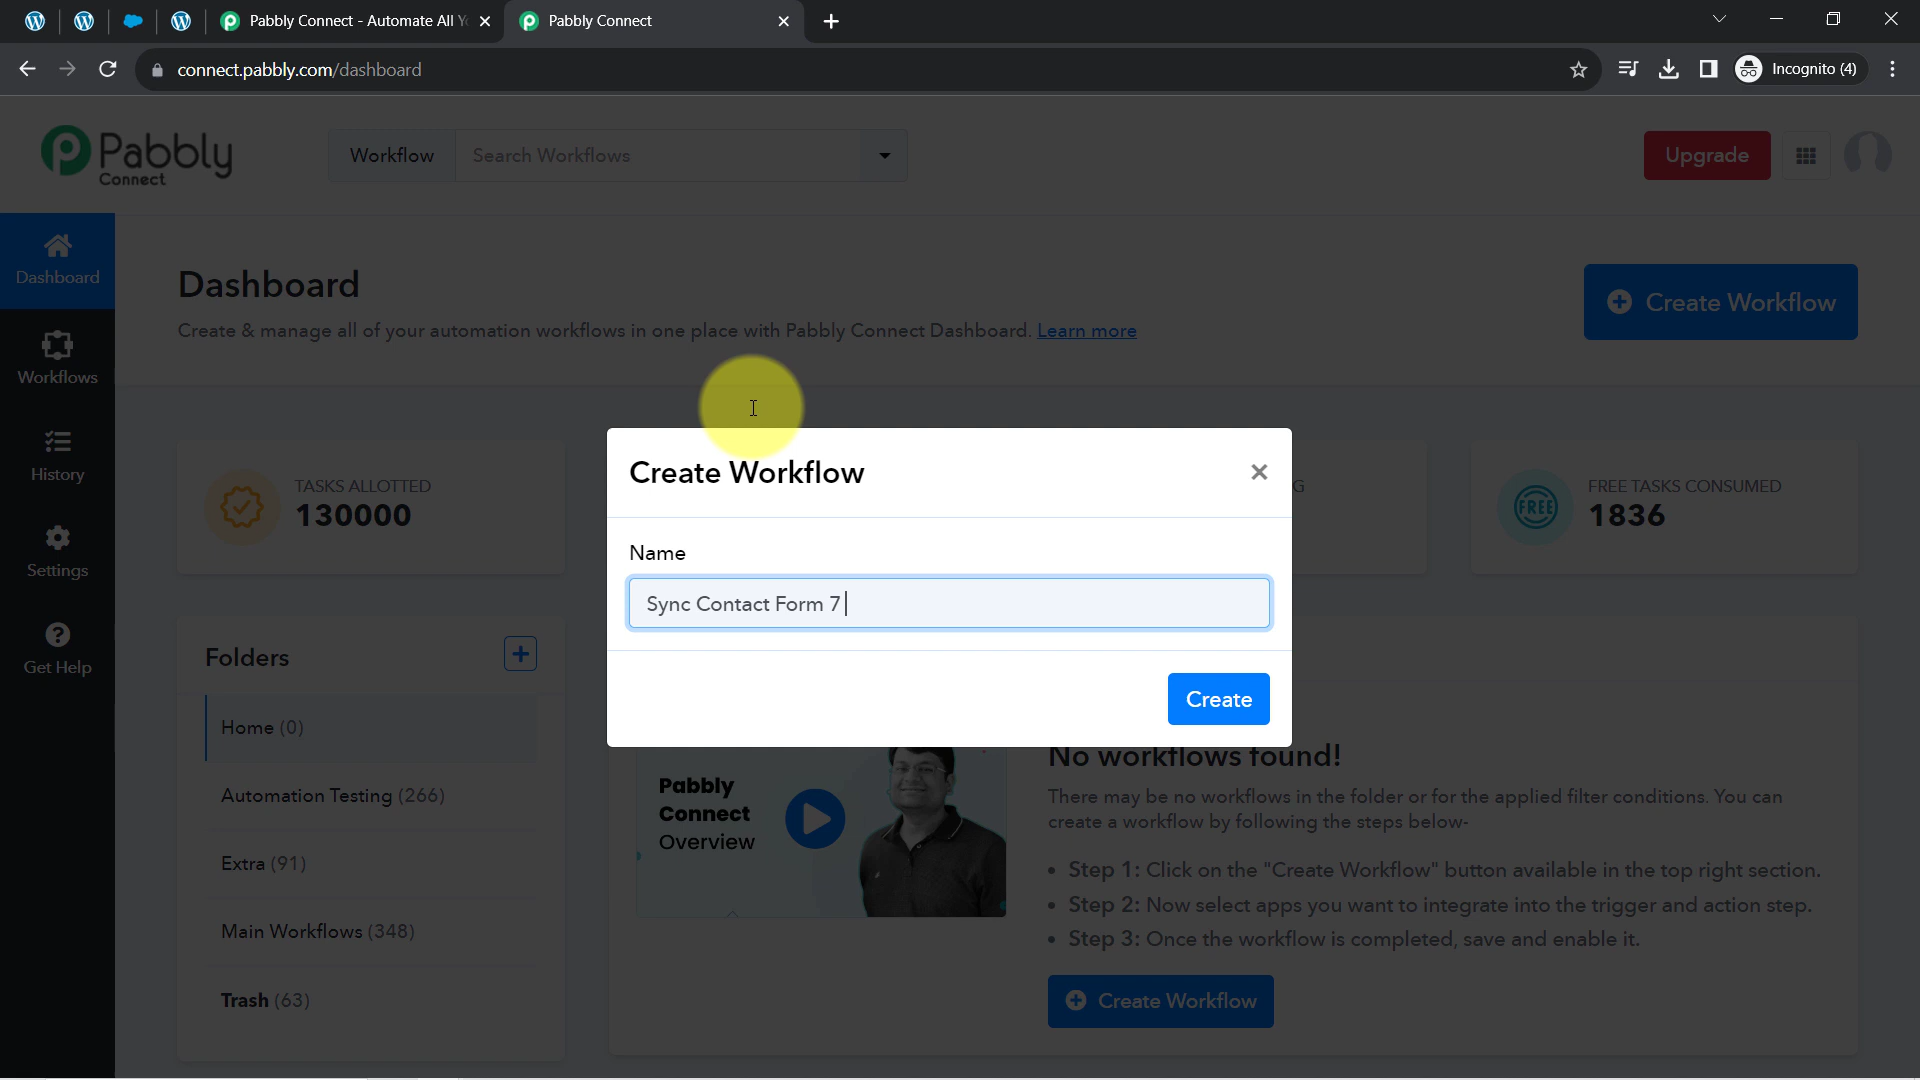 Pabbly Connect - Automate All Y
Pabbly Connect
connect.pabbly.com/dashboard
Incognito (4)
Pabbly
Connect
Workflow
Search Workflows
Upgrade
Dashboard
Workflows
History
Settings
Get Help
Dashboard
Create & manage all of your automation workflows in one place with Pabbly Connect Dashboard. Learn more
Create Workflow
TASKS ALLOTTED
130000
G
FREE
FREE TASKS CONSUMED
1836
Create Workflow
Name
Sync Contact Form 7
Create
Folders
Home (0)
Automation Testing (266)
Extra (91)
Main Workflows (348)
Trash (63)
Pabbly
Connect
Overview
No workflows found!
There may be no workflows in the folder or for the applied filter conditions. You can
create a workflow by following the steps below-
• Step 1: Click on the "Create Workflow" button available in the top right section.
• Step 2: Now select apps you want to integrate into the trigger and action step.
• Step 3: Once the workflow is completed, save and enable it.
Create Workflow